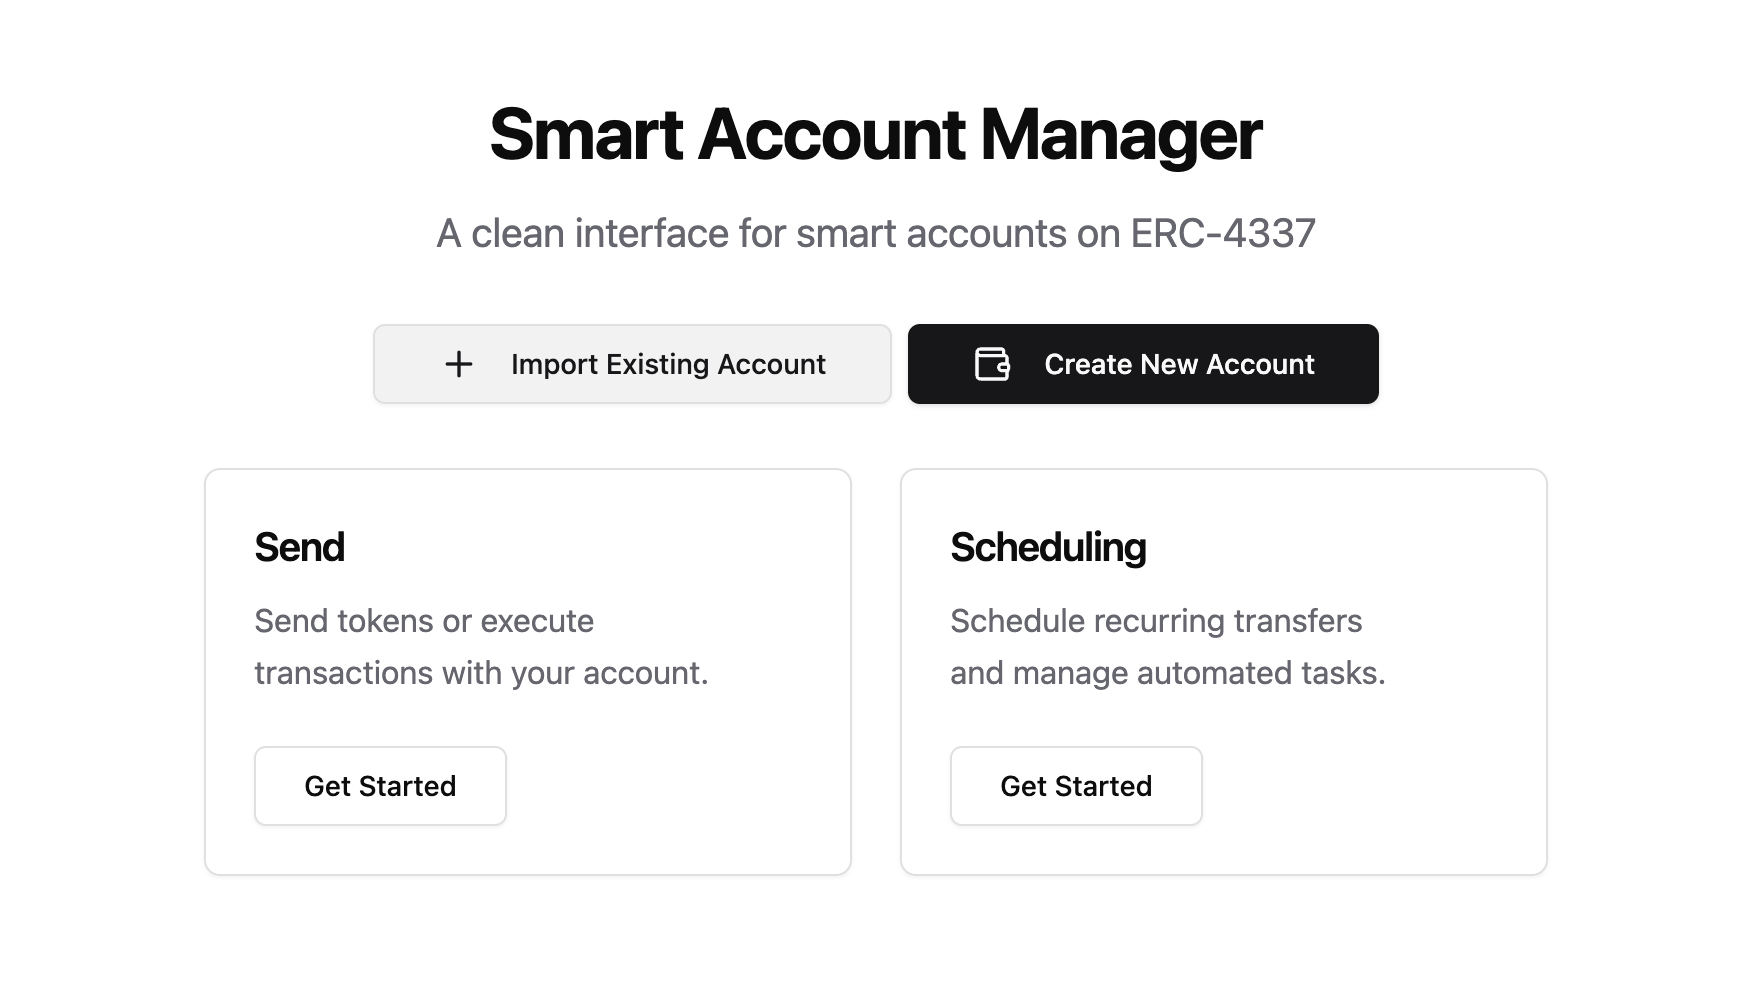 Smart Account Manager
A clean interface for smart accounts on ERC-4337
Import Existing Account
Create New Account
Send
Send tokens or execute
transactions with your account.
Get Started
Scheduling
Schedule recurring transfers
and manage automated tasks.
Get Started